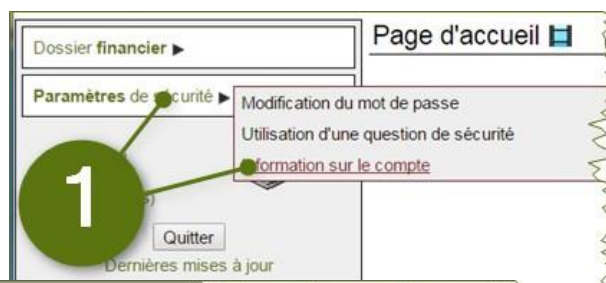 Dossier financier ▶
Page d'accueil
Paramètres de sécurité ▶
Modification du mot de passe
Utilisation d'une question de sécurité
Information sur le compte
1
Quitter
Dernières mises à jour